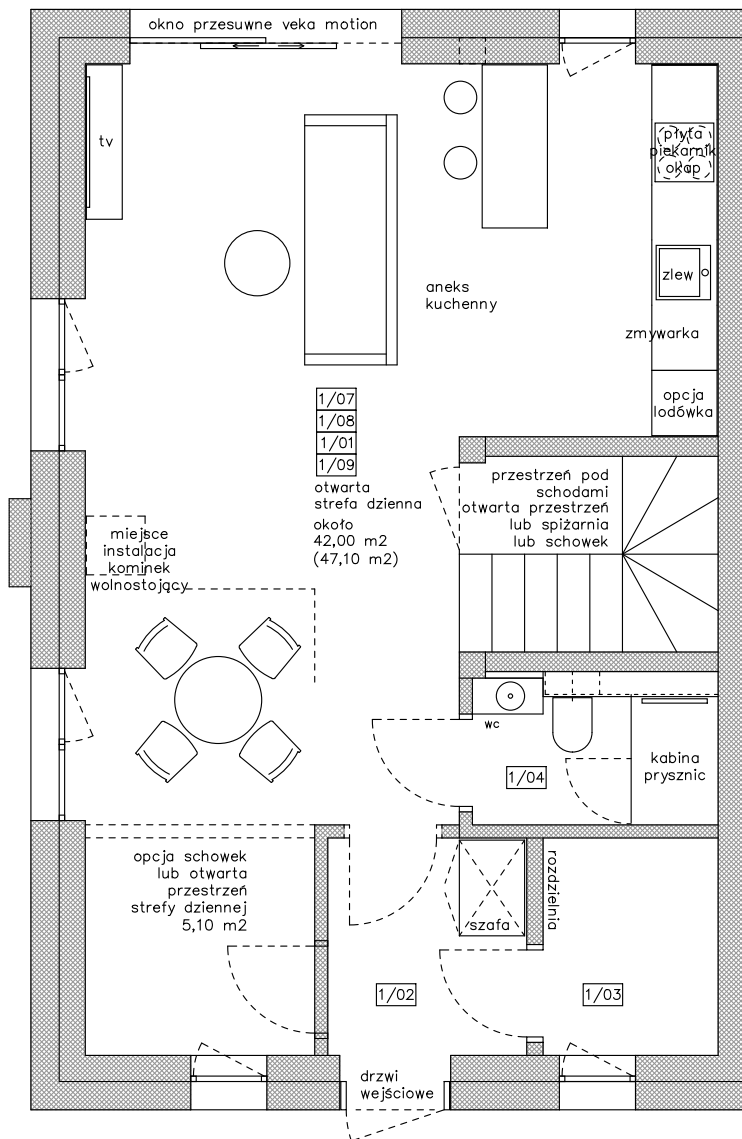 okno przesuwne veka motion
tv
płyta
piekarnik
okap
zlew
aneks
kuchenny
zmywarka
opcja
lodówka
1/07
1/08
1/01
1/09
otwarta
strefa dzienna
około
42,00 m2
(47,10 m2)
przestrzeń pod
schodami
otwarta przestrzeń
lub spiżarnia
lub schowek
miejsce
instalacja
kominek
wolnostojący
wc
1/04
kabina
prysznic
opcja schowek
lub otwarta
przestrzeń
strefy dziennej
5,10 m2
szafa
rozdzielnia
1/02
1/03
drzwi
wejściowe